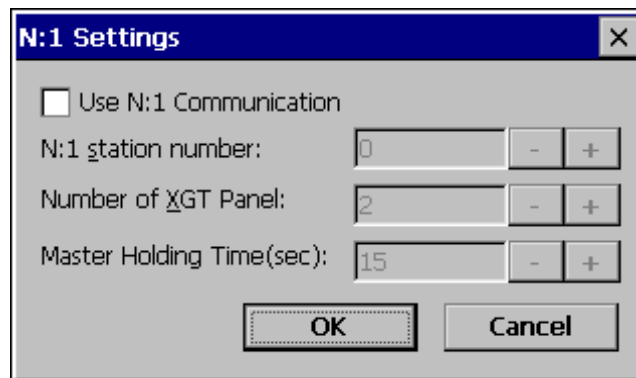 N:1 Settings
Use N:1 Communication
N:1 station number: 0 - +
Number of XGT Panel: 2 - +
Master Holding Time(sec): 15 - +
OK Cancel